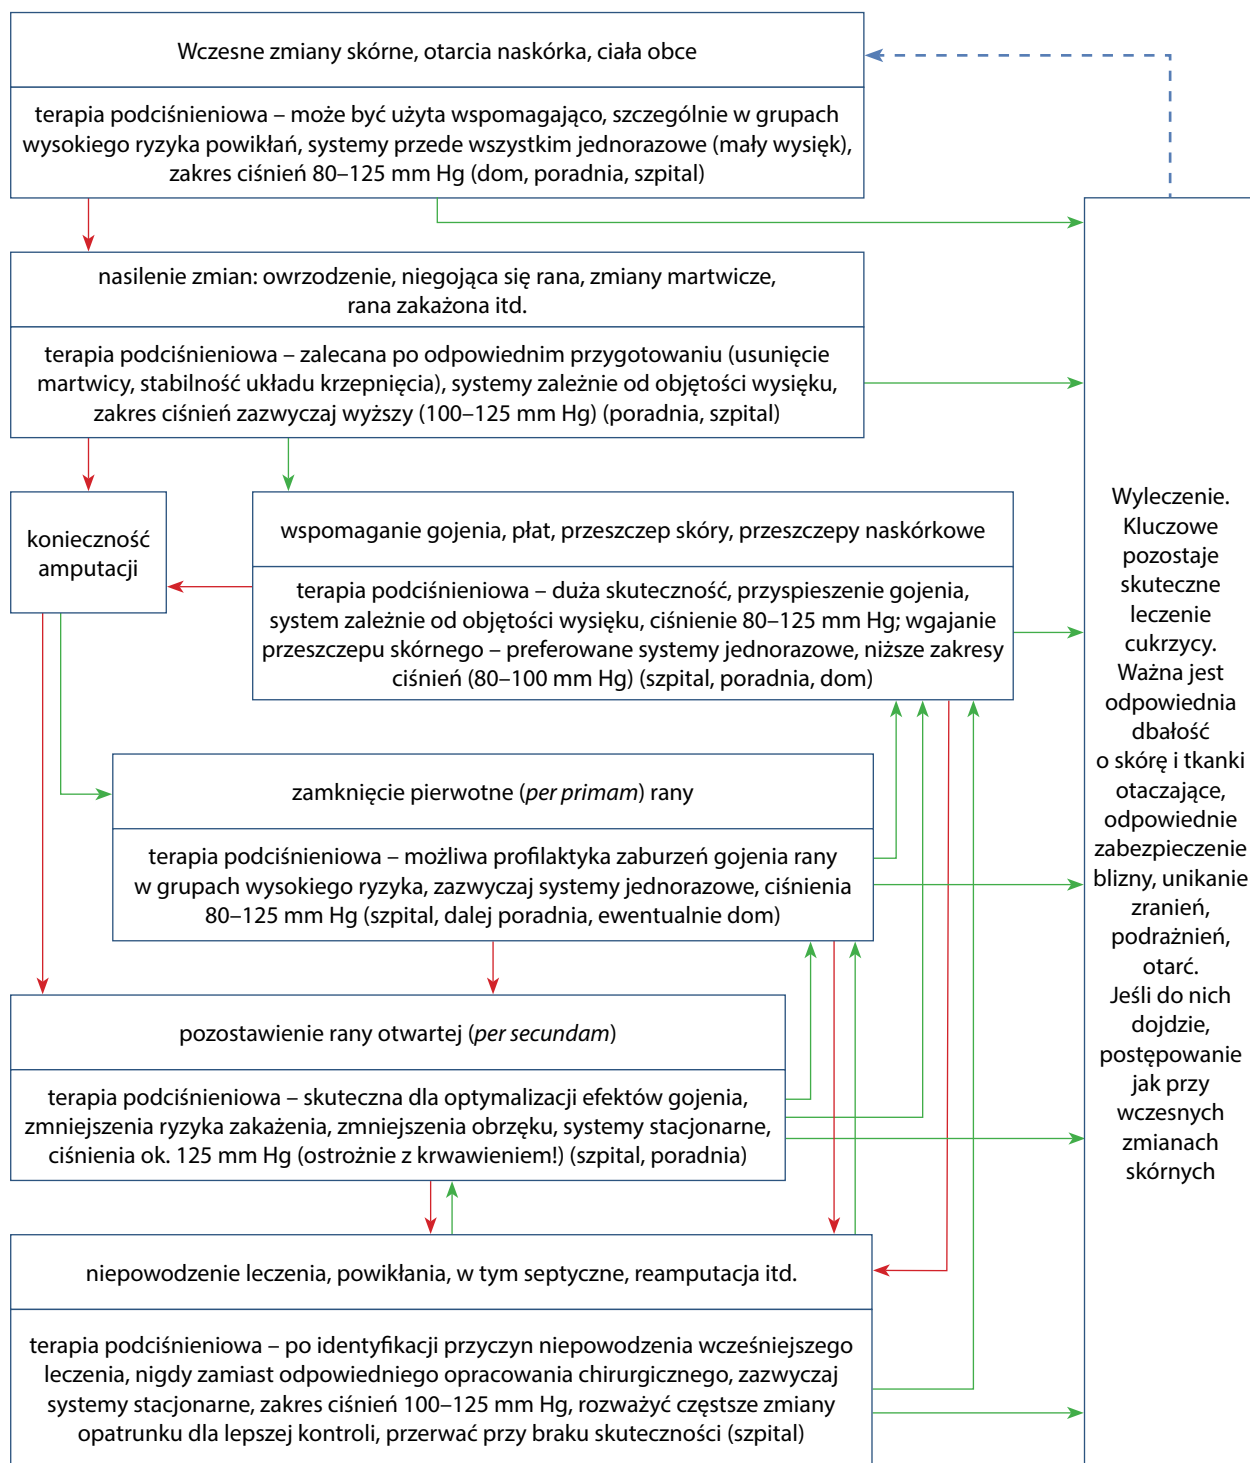 Wczesne zmiany skórne, otarcia naskórka, ciała obce
terapia podciśnieniowa – może być użyta wspomagająco, szczególnie w grupach
wysokiego ryzyka powikłań, systemy przede wszystkim jednorazowe (mały wysięk),
zakres ciśnień 80–125 mm Hg (dom, poradnia, szpital)
nasilenie zmian: owrzodzenie, niegojąca się rana, zmiany martwicze,
rana zakażona itd.
terapia podciśnieniowa – zalecana po odpowiednim przygotowaniu (usunięcie
martwicy, stabilność układu krzepnięcia), systemy zależnie od objętości wysięku,
zakres ciśnień zazwyczaj wyższy (100–125 mm Hg) (poradnia, szpital)
konieczność
amputacji
wspomaganie gojenia, płat, przeszczep skóry, przeszczepy naskórkowe
terapia podciśnieniowa – duża skuteczność, przyspieszenie gojenia,
system zależnie od objętości wysięku, ciśnienie 80–125 mm Hg; wgajanie
przeszczepu skórnego – preferowane systemy jednorazowe, niższe zakresy
ciśnień (80–100 mm Hg) (szpital, poradnia, dom)
zamknięcie pierwotne (per primam) rany
terapia podciśnieniowa – możliwa profilaktyka zaburzeń gojenia rany
w grupach wysokiego ryzyka, zazwyczaj systemy jednorazowe, ciśnienia
80–125 mm Hg (szpital, dalej poradnia, ewentualnie dom)
pozostawienie rany otwartej (per secundam)
terapia podciśnieniowa – skuteczna dla optymalizacji efektów gojenia,
zmniejszenia ryzyka zakażenia, zmniejszenia obrzęku, systemy stacjonarne,
ciśnienia ok. 125 mm Hg (ostrożnie z krwawieniem!) (szpital, poradnia)
niepowodzenie leczenia, powikłania, w tym septyczne, reamputacja itd.
terapia podciśnieniowa – po identyfikacji przyczyn niepowodzenia wcześniejszego
leczenia, nigdy zamiast odpowiedniego opracowania chirurgicznego, zazwyczaj
systemy stacjonarne, zakres ciśnień 100–125 mm Hg, rozważyć częstsze zmiany
opatrunku dla lepszej kontroli, przerwać przy braku skuteczności (szpital)
Wyleczenie.
Kluczowe
pozostaje
skuteczne
leczenie
cukrzycy.
Ważna jest
odpowiednia
dbałość
o skórę i tkanki
otaczające,
odpowiednie
zabezpieczenie
blizny, unikanie
zranień,
podrażnień,
otarć.
Jeśli do nich
dojdzie,
postępowanie
jak przy
wczesnych
zmianach
skórnych